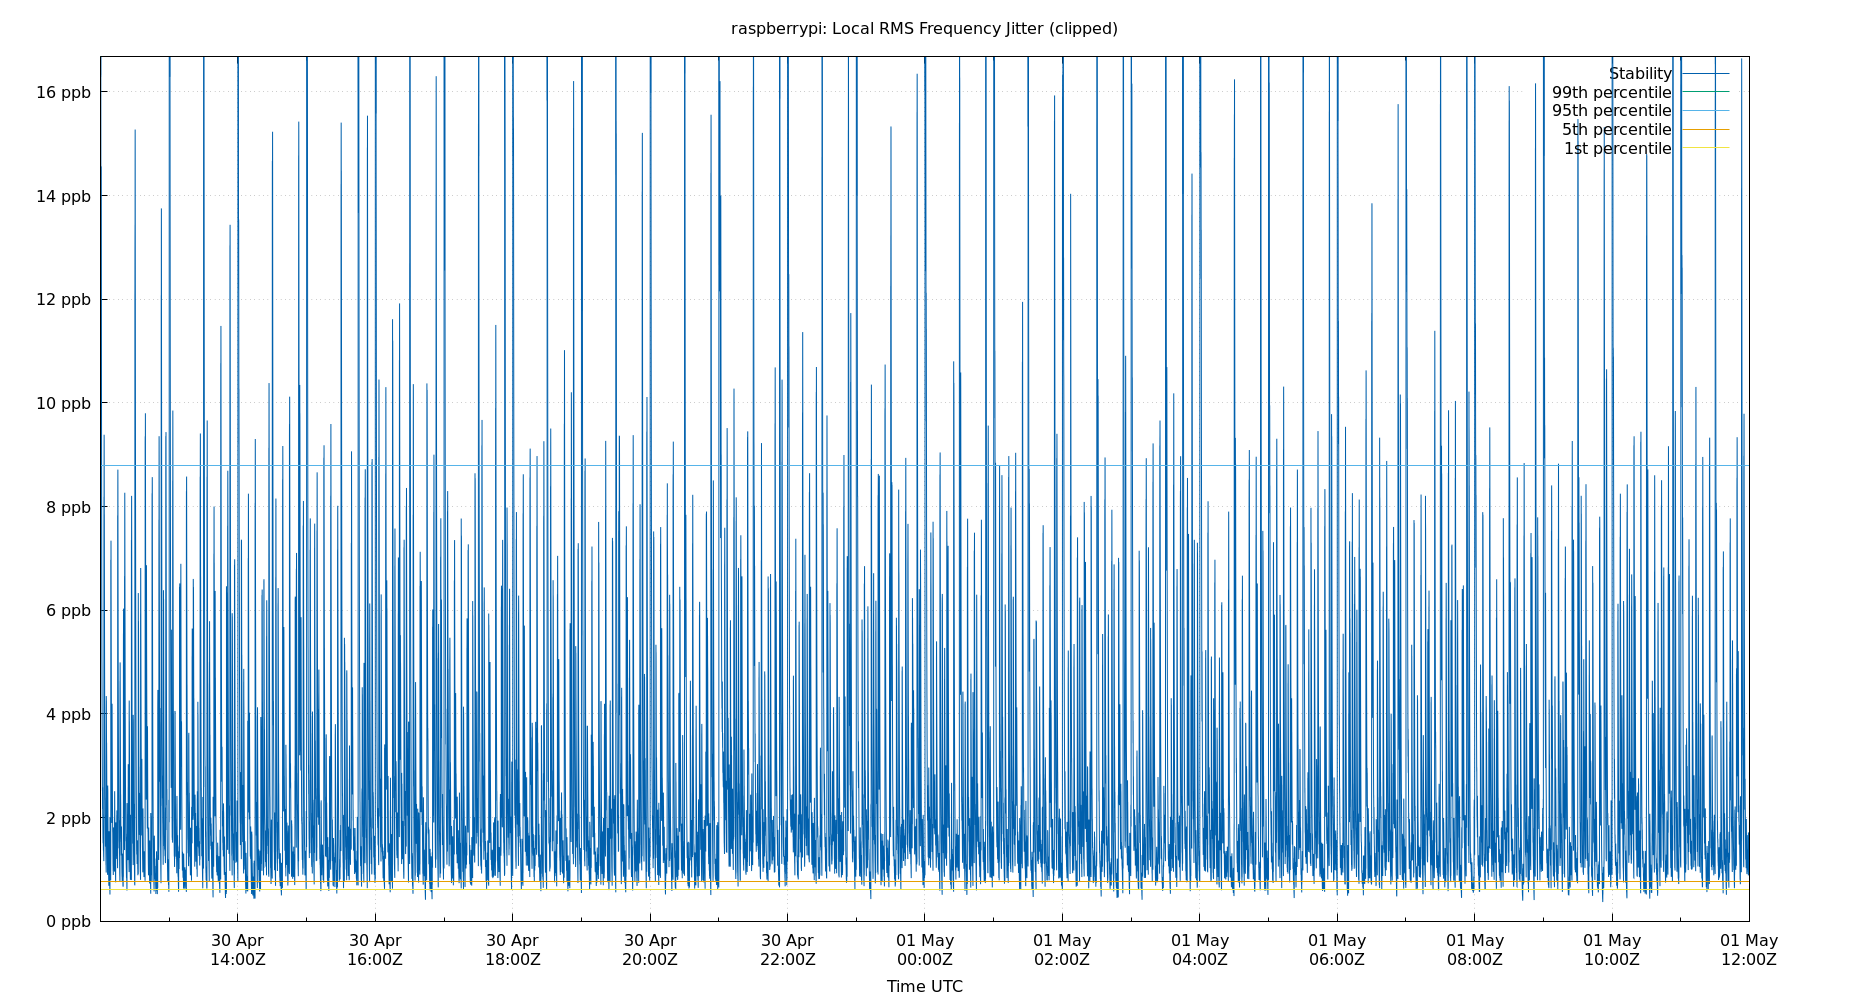 raspberrypi: Local RMS Frequency Jitter (clipped)
Stability
99th percentile
95th percentile
5th percentile
1st percentile
16 ppb
14 ppb
12 ppb
10 ppb
8 ppb
6 ppb
4 ppb
2 ppb
0 ppb
30 Apr 30 Apr 30 Apr 30 Apr 30 Apr 01 May 01 May 01 May 01 May 01 May 01 May 01 May
14:00Z 16:00Z 18:00Z 20:00Z 22:00Z 00:00Z 02:00Z 04:00Z 06:00Z 08:00Z 10:00Z 12:00Z
Time UTC